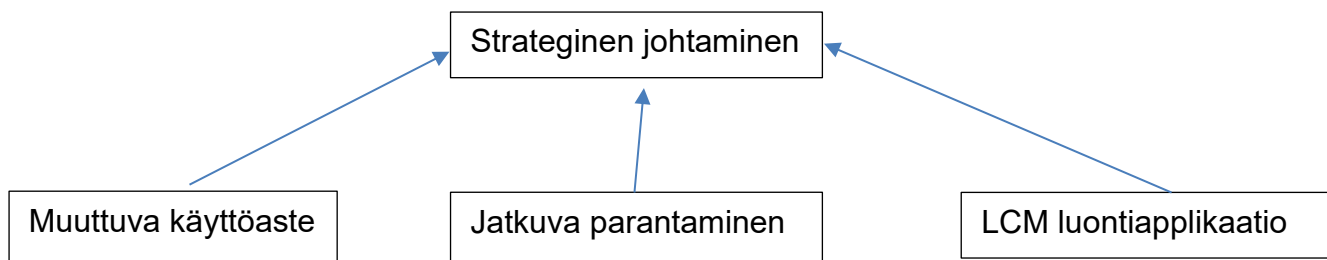 Strateginen johtaminen
Muuttuva käyttöaste
Jatkuva parantaminen
LCM luontiapplikaatio